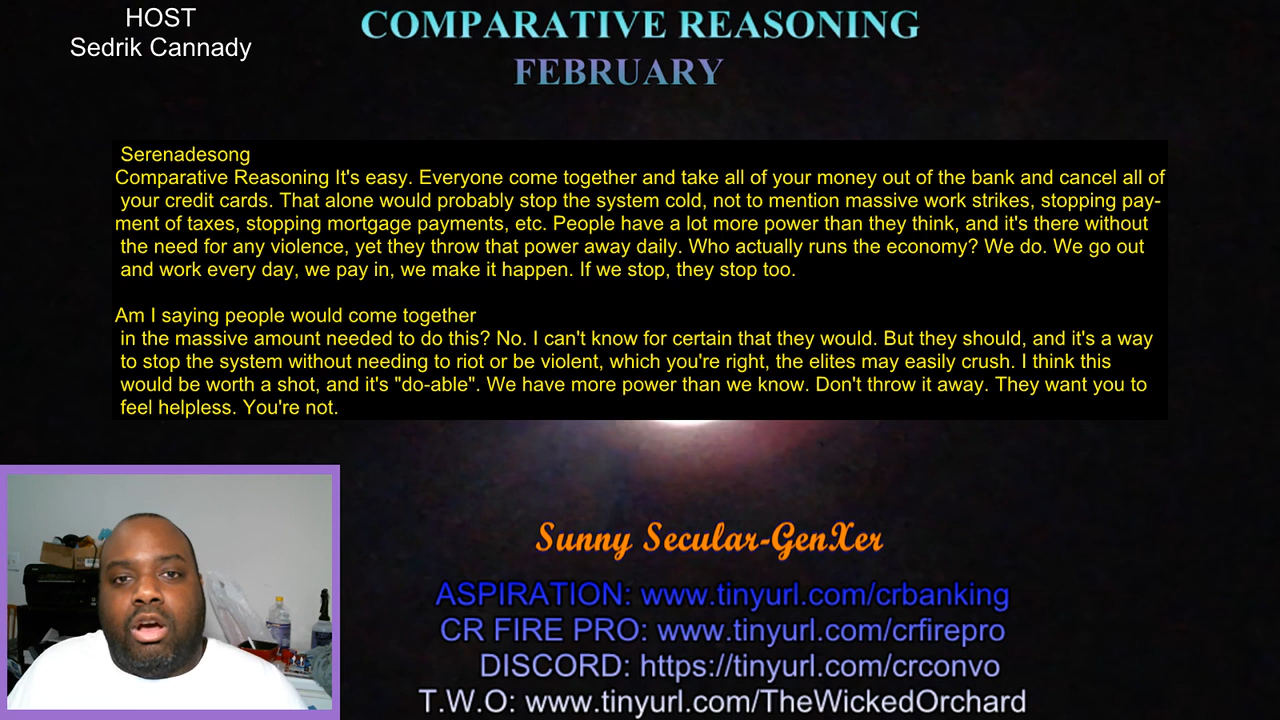 HOST
Sedrik Cannady
COMPARATIVE REASONING
FEBRUARY
Serenadesong
Comparative Reasoning It's easy. Everyone come together and take all of your money out of the bank and cancel all of
your credit cards. That alone would probably stop the system cold, not to mention massive work strikes, stopping pay-
ment of taxes, stopping mortgage payments, etc. People have a lot more power than they think, and it's there without
the need for any violence, yet they throw that power away daily. Who actually runs the economy? We do. We go out
and work every day, we pay in, we make it happen. If we stop, they stop too.
Am I saying people would come together
in the massive amount needed to do this? No. I can't know for certain that they would. But they should, and it's a way
to stop the system without needing to riot or be violent, which you're right, the elites may easily crush. I think this
would be worth a shot, and it's "do-able". We have more power than we know. Don't throw it away. They want you to
feel helpless. You're not.
Sunny Secular-GenXer
ASPIRATION: www.tinyurl.com/crbanking
CR FIRE PRO: www.tinyurl.com/crfirepro
DISCORD: https://tinyurl.com/crconvo
T.W.O: www.tinyurl.com/TheWickedOrchard